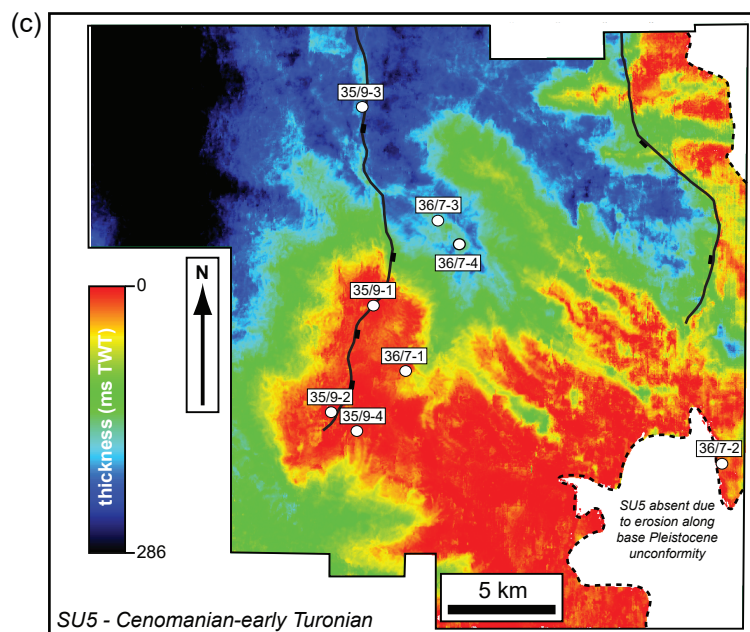 (c)
35/9-3
36/7-3
36/7-4
N
0
35/9-1
thickness (ms TWT)
36/7-1
35/9-2
35/9-4
36/7-2
SU5 absent due
to erosion along
base Pleistocene
unconformity
286
5 km
SU5 - Cenomanian-early Turonian